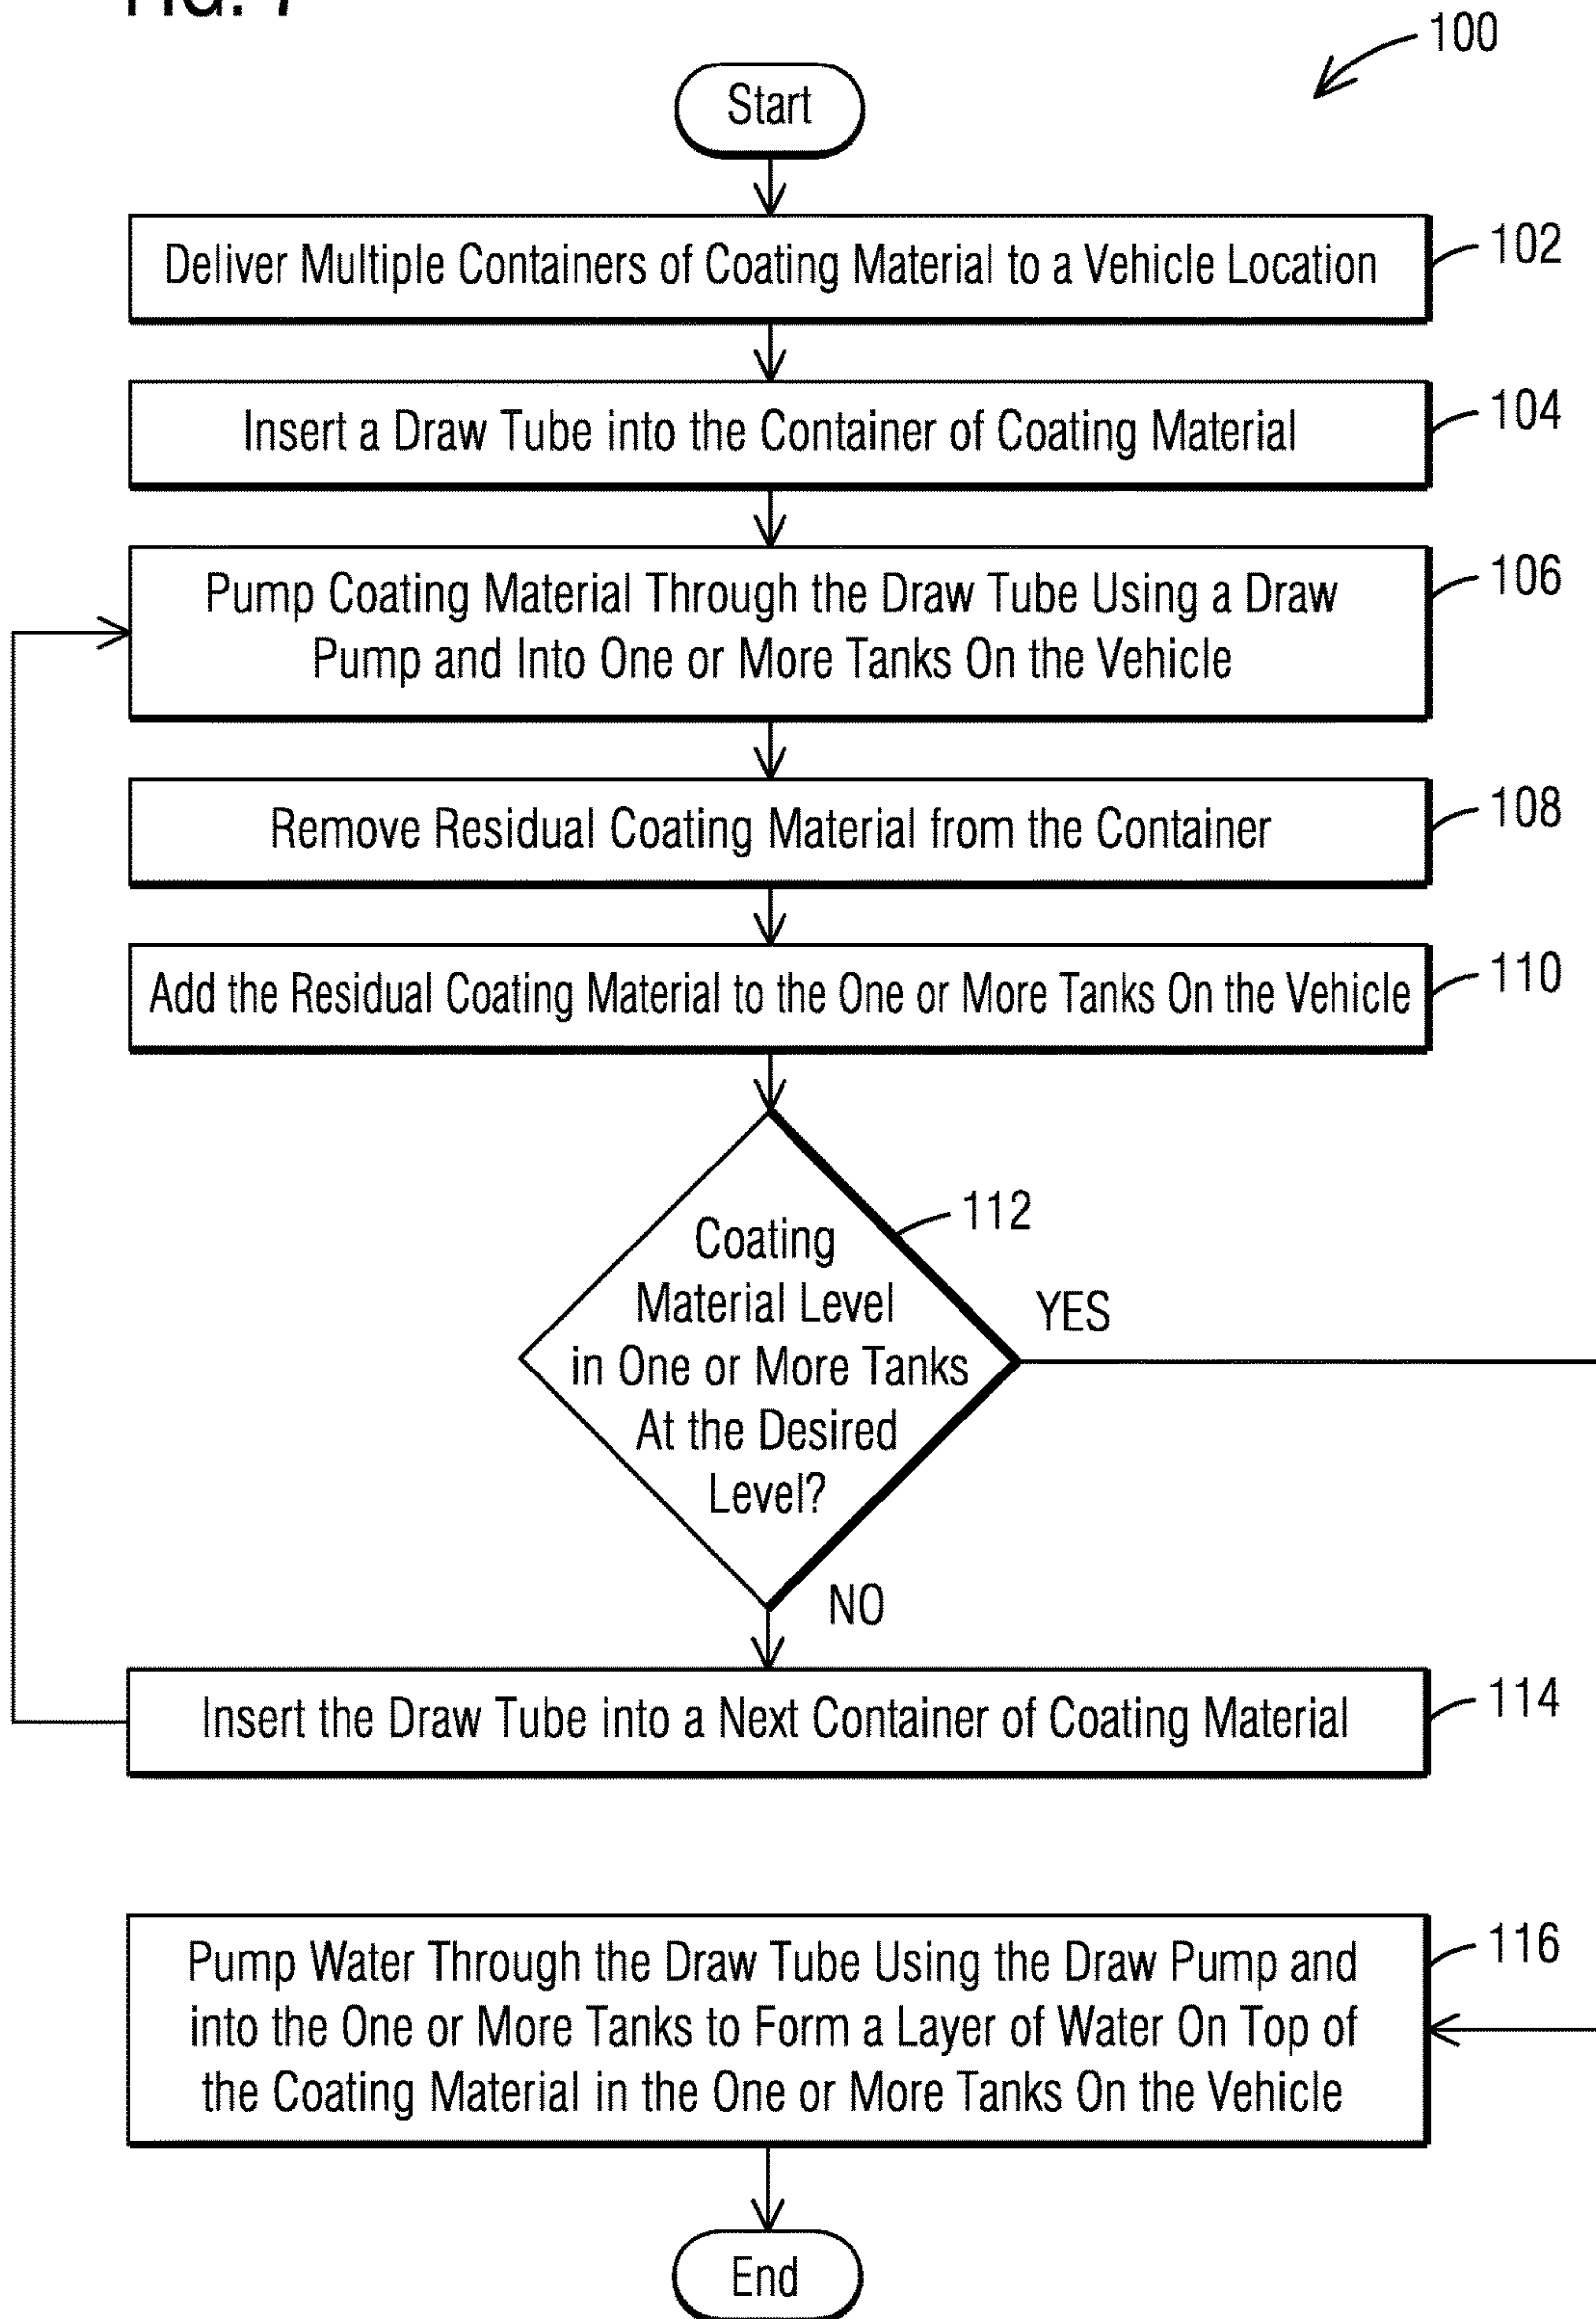 100
Start
Deliver Multiple Containers of Coating Material to a Vehicle Location
102
Insert a Draw Tube into the Container of Coating Material
104
Pump Coating Material Through the Draw Tube Using a Draw
Pump and Into One or More Tanks On the Vehicle
106
Remove Residual Coating Material from the Container
108
Add the Residual Coating Material to the One or More Tanks On the Vehicle
110
Coating
Material Level
in One or More Tanks
At the Desired
Level?
112
YES
NO
Insert the Draw Tube into a Next Container of Coating Material
114
Pump Water Through the Draw Tube Using the Draw Pump and
into the One or More Tanks to Form a Layer of Water On Top of
the Coating Material in the One or More Tanks On the Vehicle
116
End